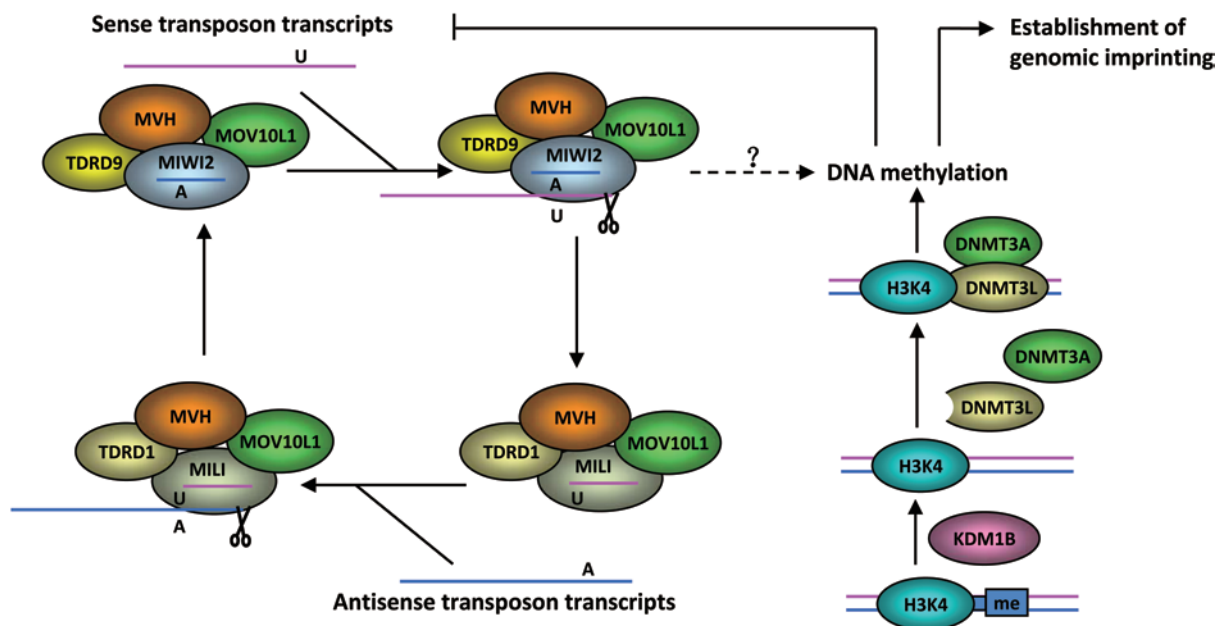 Sense transposon transcripts
U
MVH
TDRD9
MOV10L1
MIWI2
A
MVH
TDRD9
MOV10L1
MIWI2
A
U
?
DNA methylation
Establishment of
genomic imprinting
DNMT3A
H3K4
DNMT3L
DNMT3A
DNMT3L
H3K4
KDM1B
H3K4
me
MVH
TDRD1
MOV10L1
MILI
U
A
MVH
TDRD1
MOV10L1
MILI
U
A
Antisense transposon transcripts